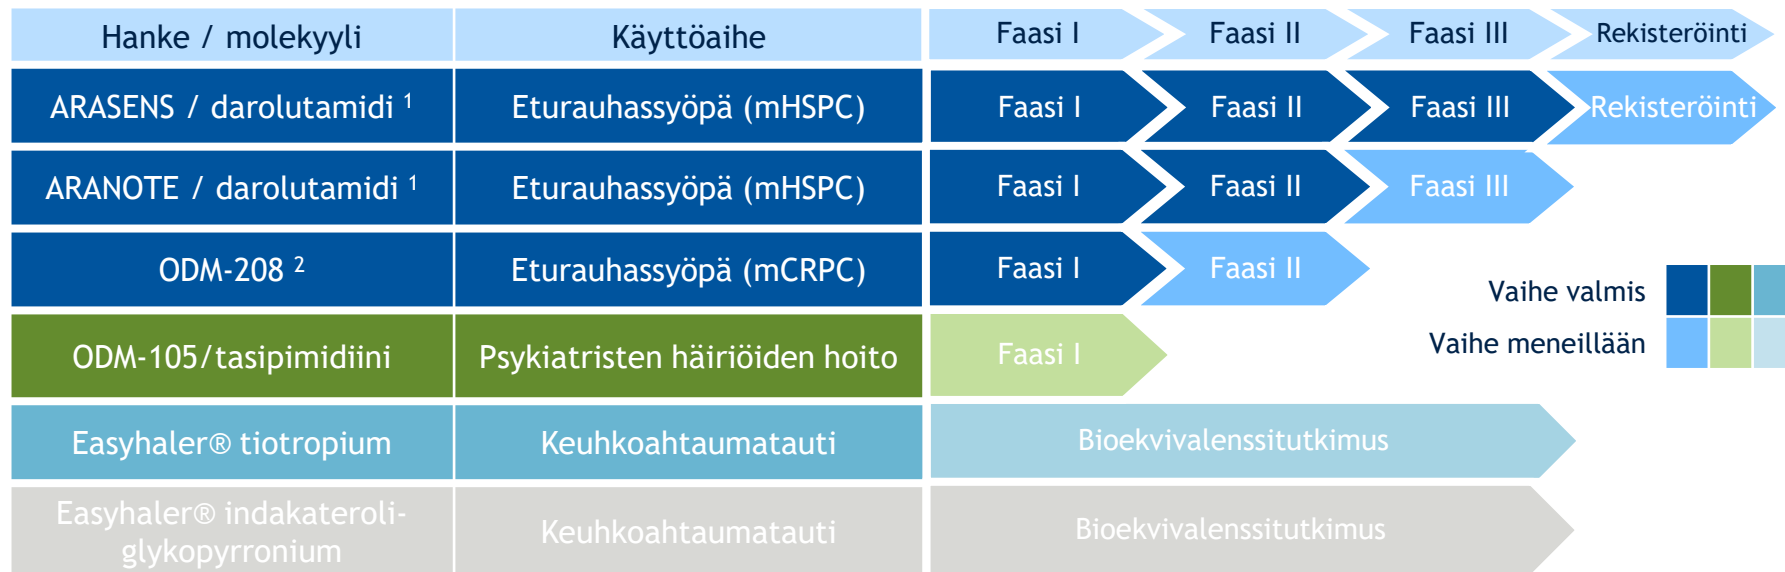 Hanke / molekyyli Käyttöaihe Faasi I Faasi II Faasi III Rekisteröinti
ARASENS / darolutamidi ¹ Eturauhassyöpä (mHSPC) Faasi I Faasi II Faasi III Rekisteröinti
ARANOTE / darolutamidi ¹ Eturauhassyöpä (mHSPC) Faasi I Faasi II Faasi III
ODM-208 ² Eturauhassyöpä (mCRPC) Faasi I Faasi II
Vaihe valmis
Vaihe meneillään
ODM-105/tasipimidiini Psykiatristen häiriöiden hoito Faasi I
Easyhaler® tiotropium Keuhkoahtaumatauti Bioekvivalenssitutkimus
Easyhaler® indakateroli-
glykopyrronium Keuhkoahtaumatauti Bioekvivalenssitutkimus